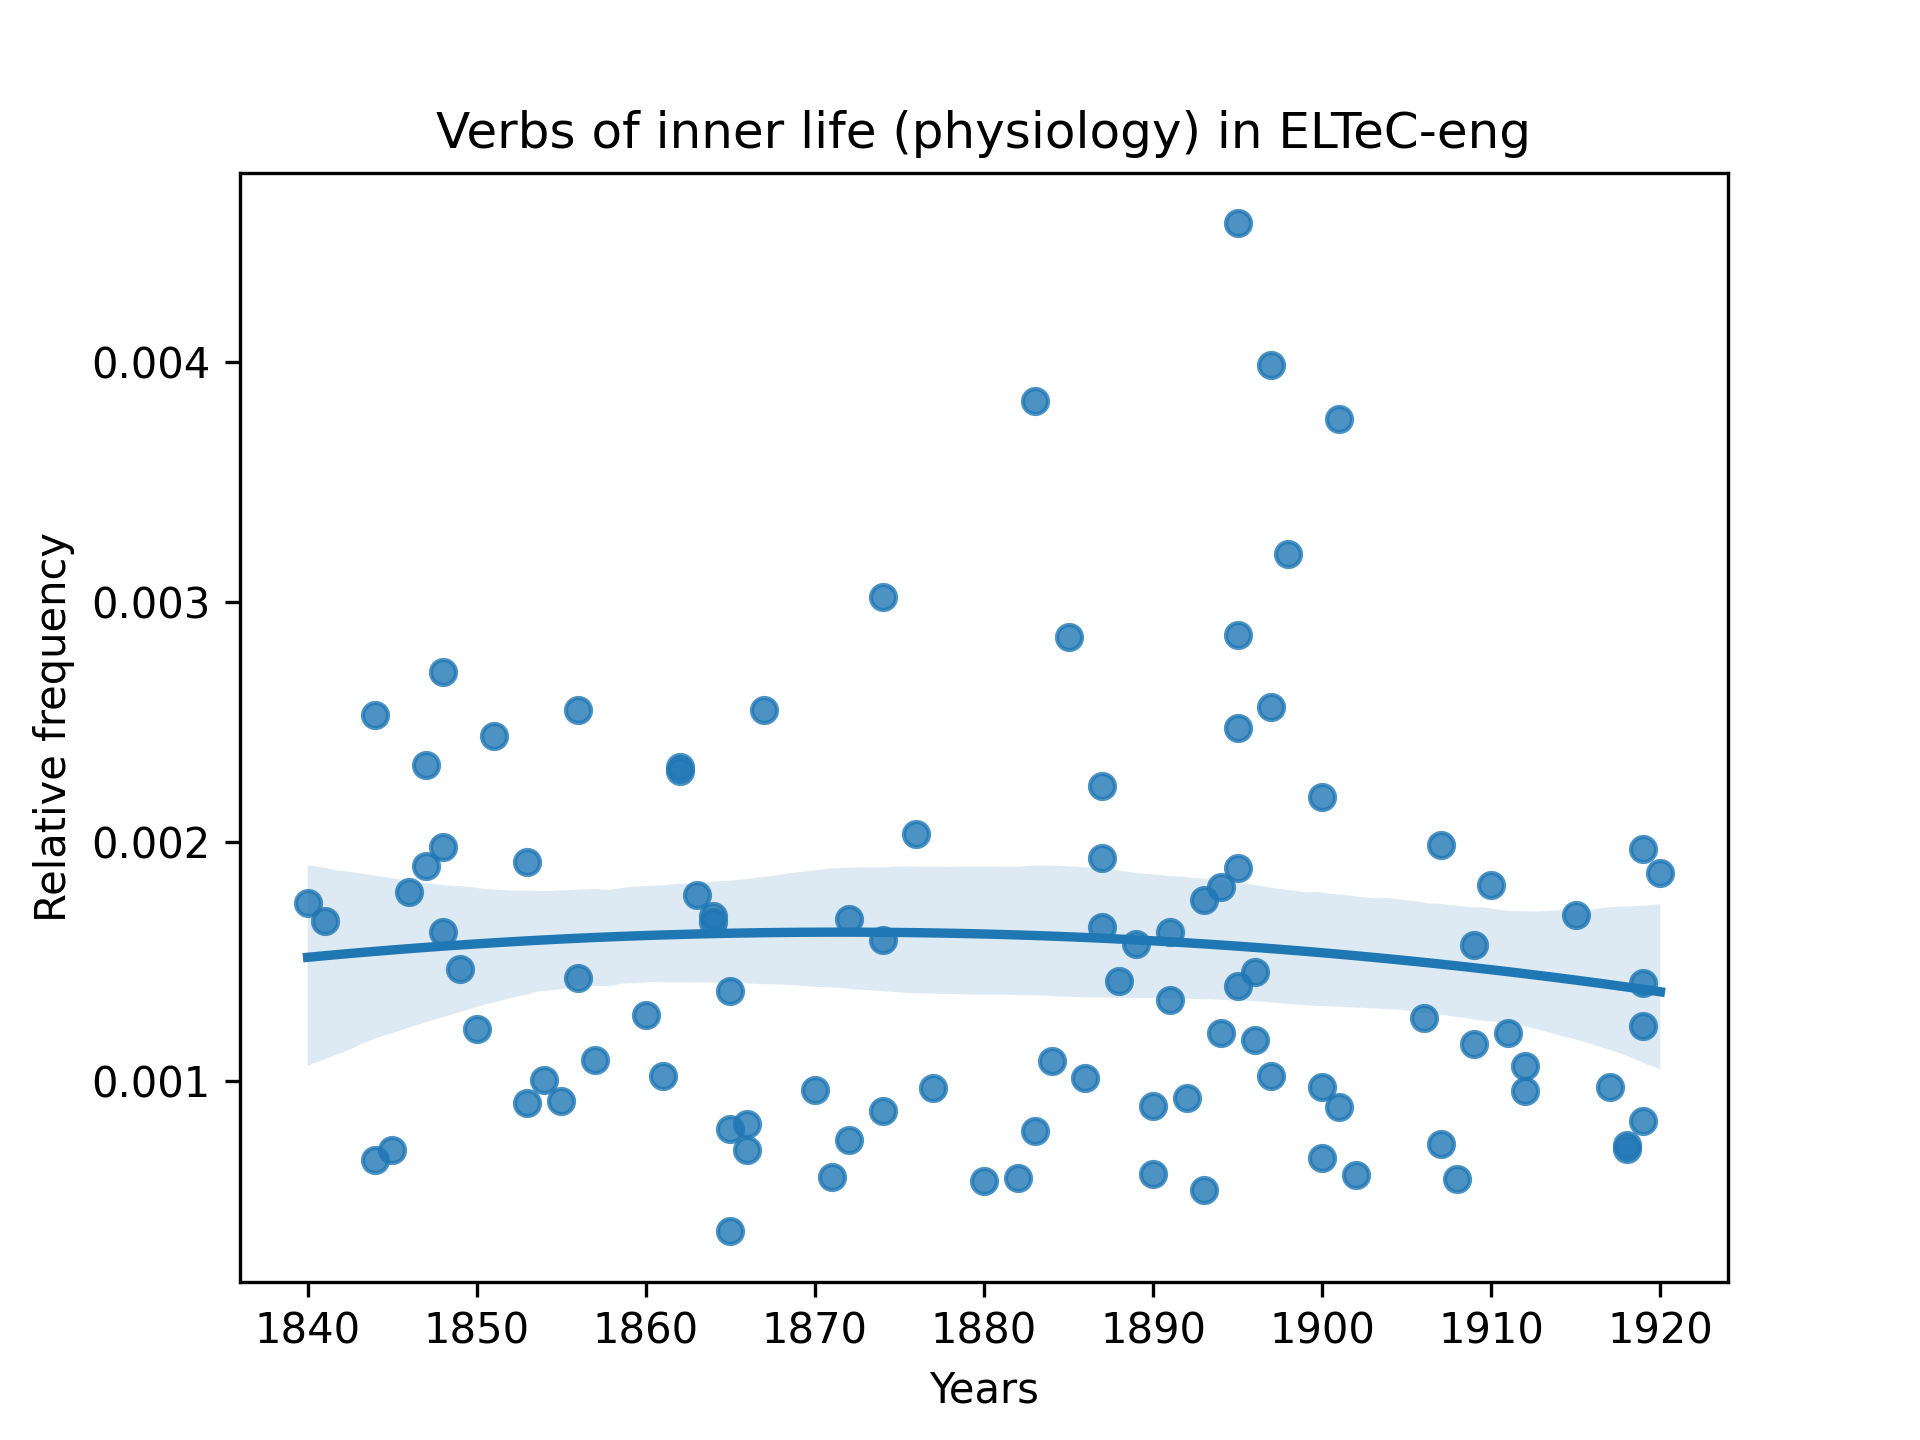 Verbs of inner life (physiology) in ELTeC-eng
Relative frequency
0.004
0.003
0.002
0.001
1840 1850 1860 1870 1880 1890 1900 1910 1920
Years